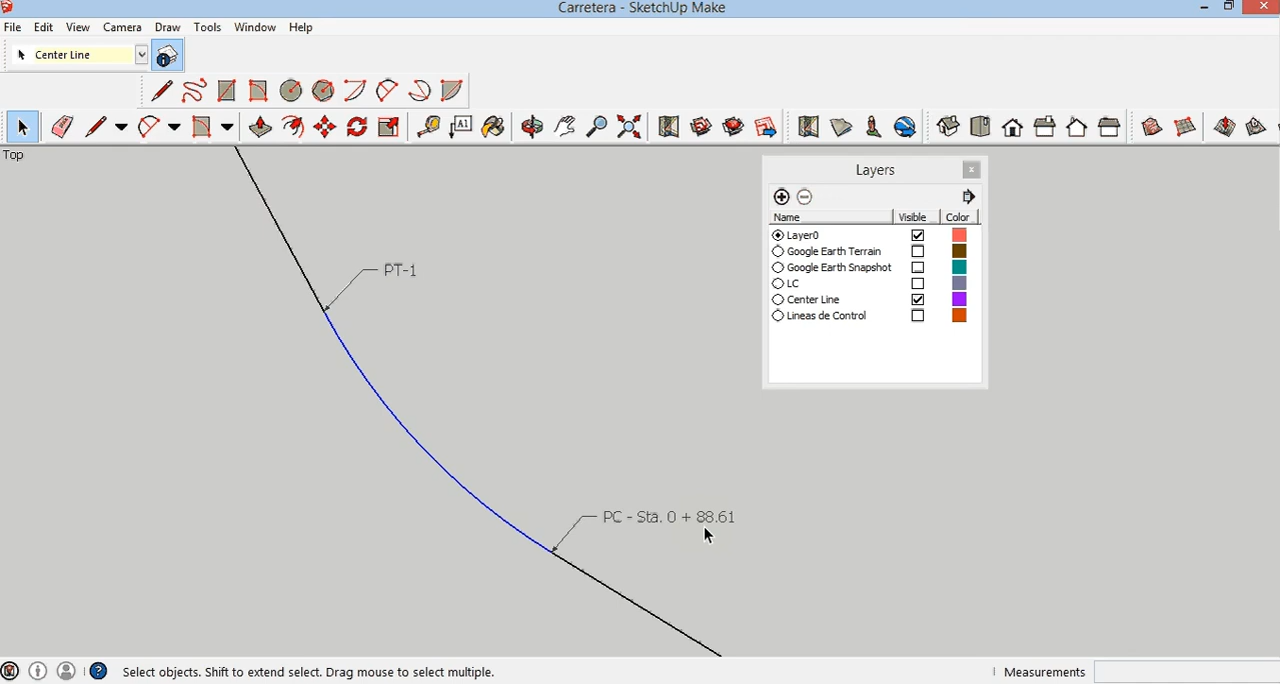 Carretera - SketchUp Make
File Edit View Camera Draw Tools Window Help
Center Line
A1
Top
Layers
Name Visible Color
Layer0
Google Earth Terrain
Google Earth Snapshot
LC
Center Line
Lineas de Control
PT-1
PC - Sta. 0 + 88.61
Select objects. Shift to extend select. Drag mouse to select multiple.
Measurements